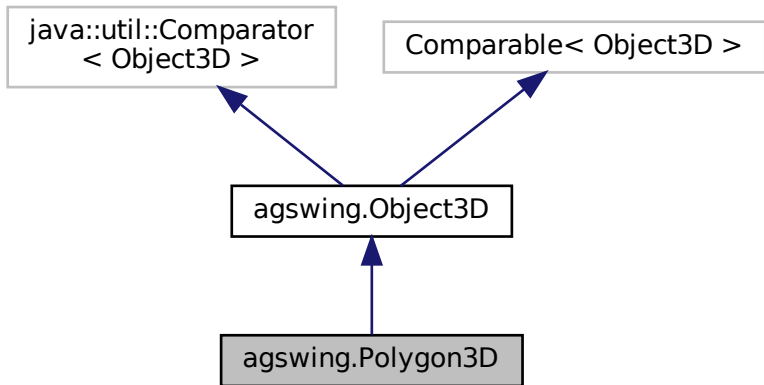 java::util::Comparator
< Object3D >
Comparable< Object3D >
agswing.Object3D
agswing.Polygon3D